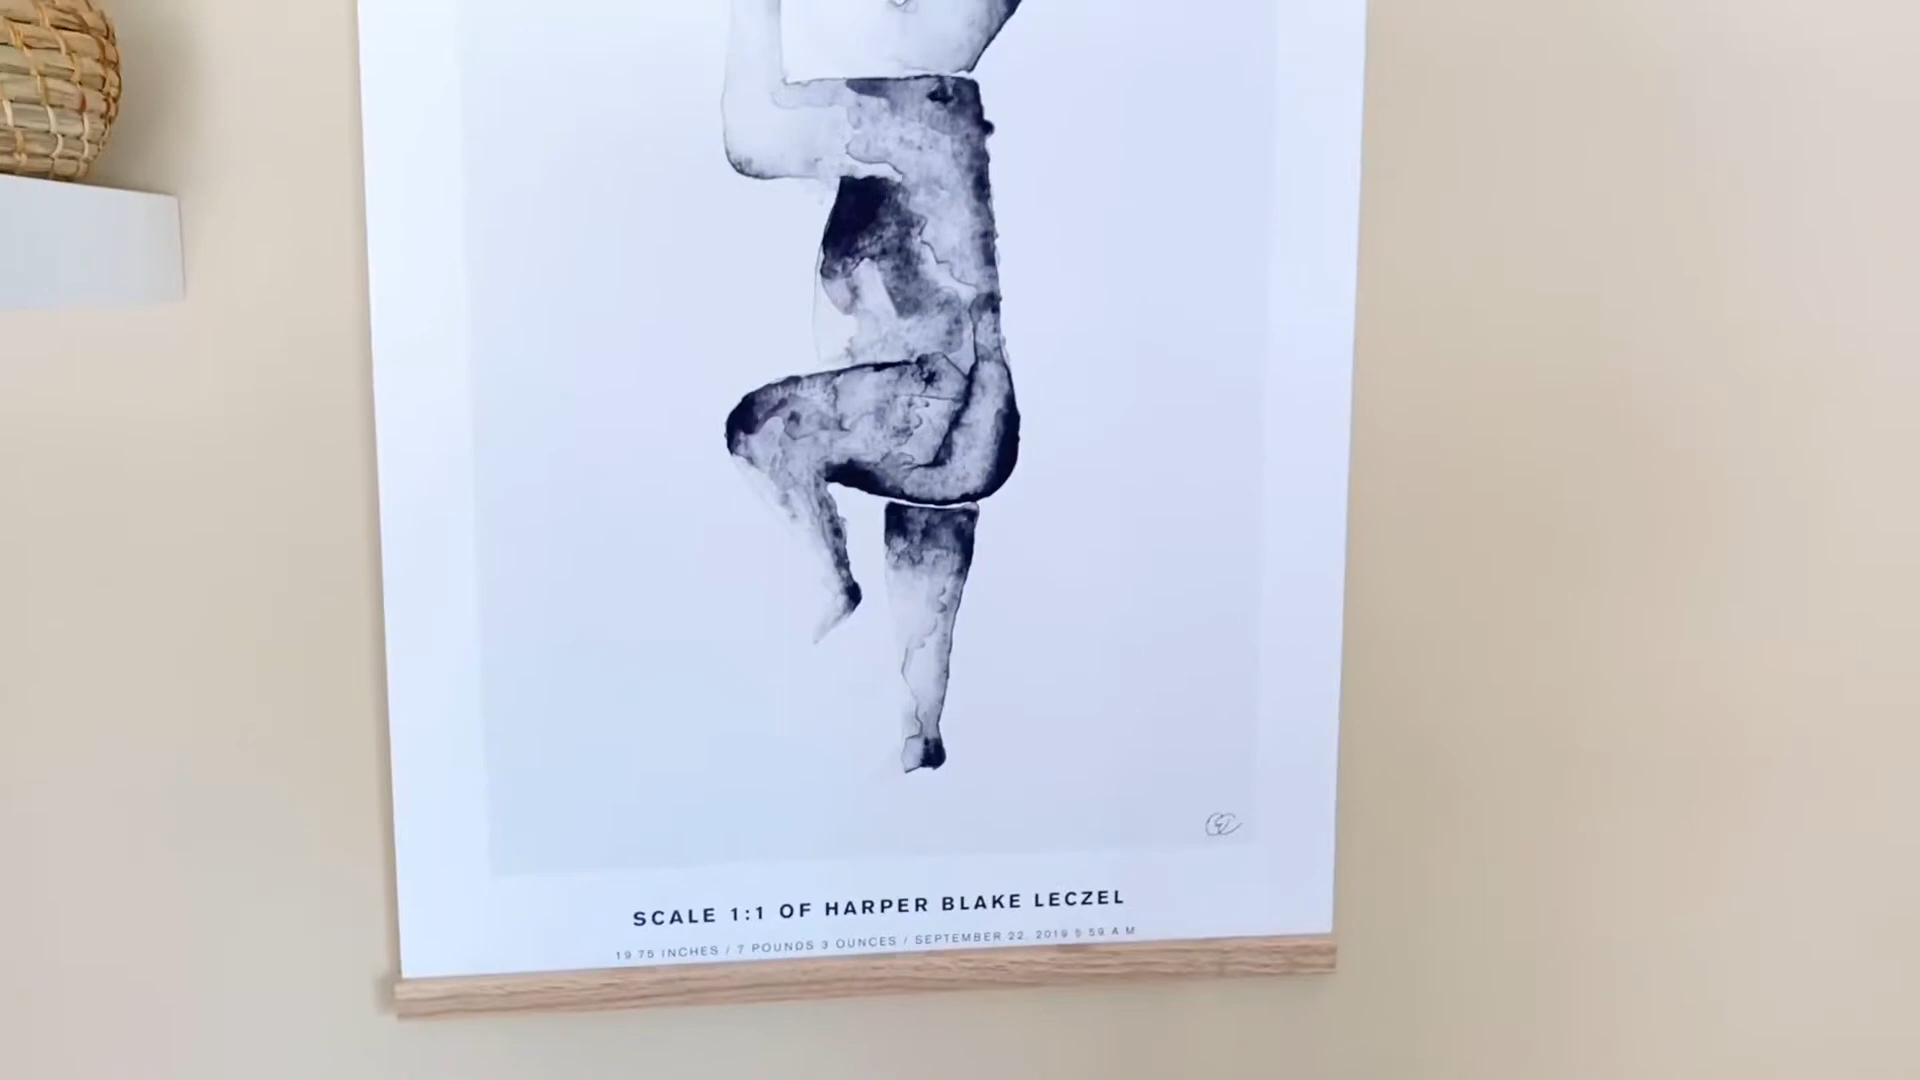 SCALE 1:1 OF HARPER BLAKE LECZEL
19.75 INCHES / 7 POUNDS 3 OUNCES / SEPTEMBER 22, 2019 5:59 A.M